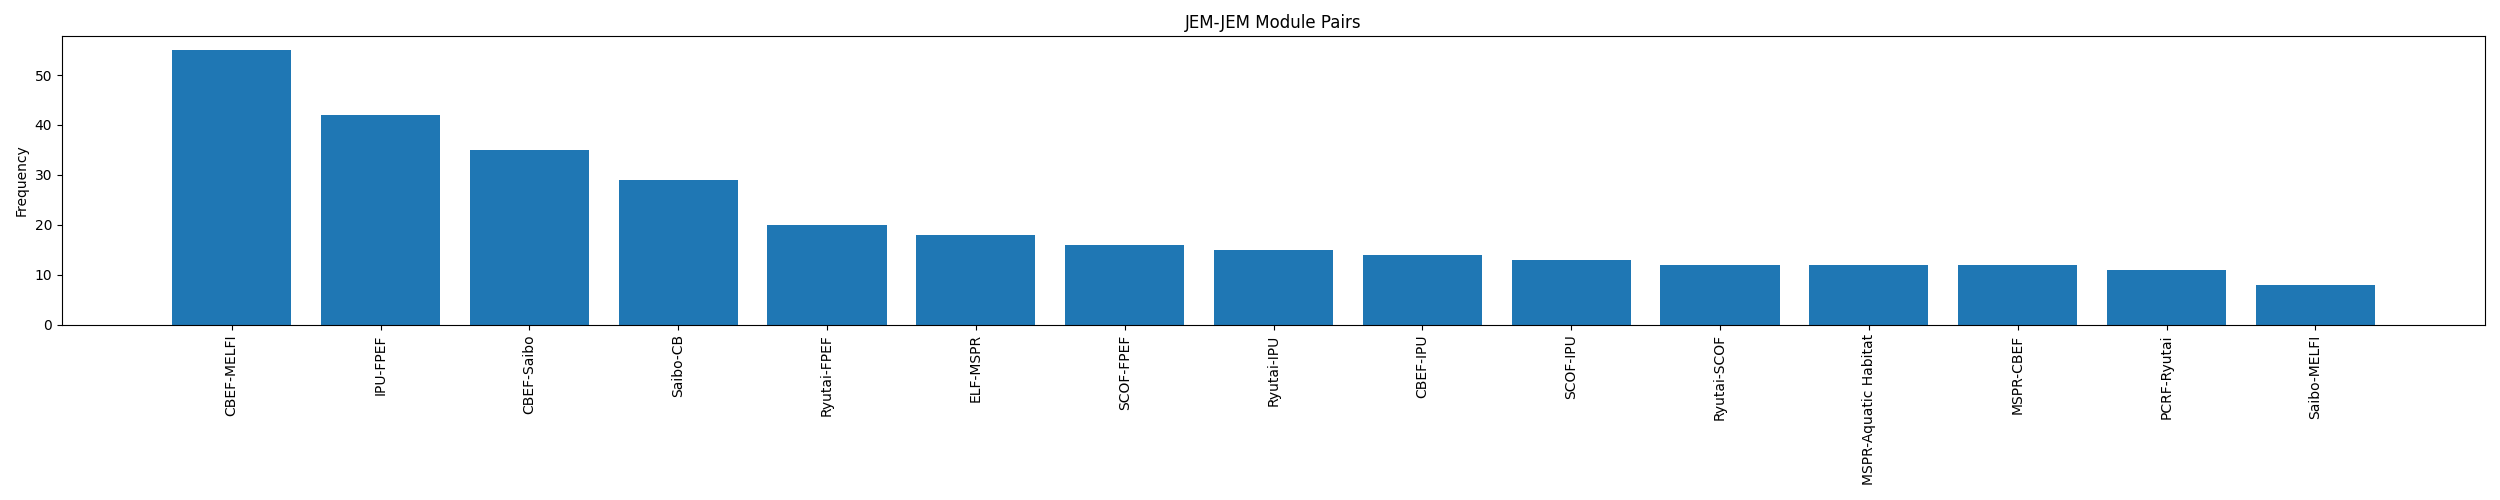 JEM-JEM Module Pairs
Frequency
50
40
30
20
10
0
CBEF-MELFI
IPU-FPEF
CBEF-Saibo
Saibo-CB
Ryutai-FPEF
ELF-MSPR
SCOF-FPEF
Ryutai-IPU
CBEF-IPU
SCOF-IPU
Ryutai-SCOF
MSPR-Aquatic Habitat
MSPR-CBEF
PCRF-Ryutai
Saibo-MELFI